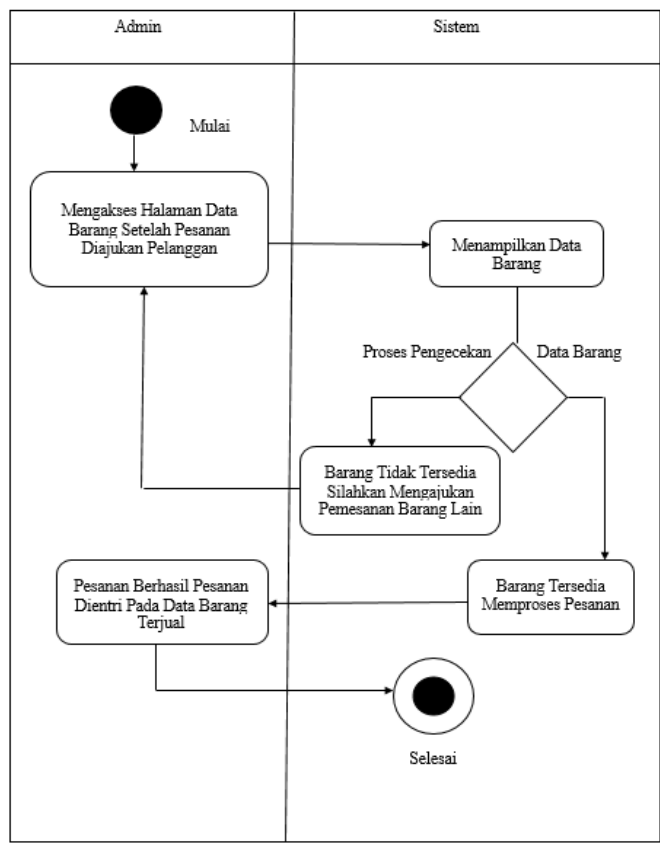 Admin
Sistem
Mulai
Mengakses Halaman Data
Barang Setelah Pesanan
Diajukan Pelanggan
Menampilkan Data
Barang
Proses Pengecekan
Data Barang
Barang Tidak Tersedia
Silahkan Mengajukan
Pemesanan Barang Lain
Pesanan Berhasil Pesanan
Dientri Pada Data Barang
Terjual
Barang Tersedia
Memproses Pesanan
Selesai